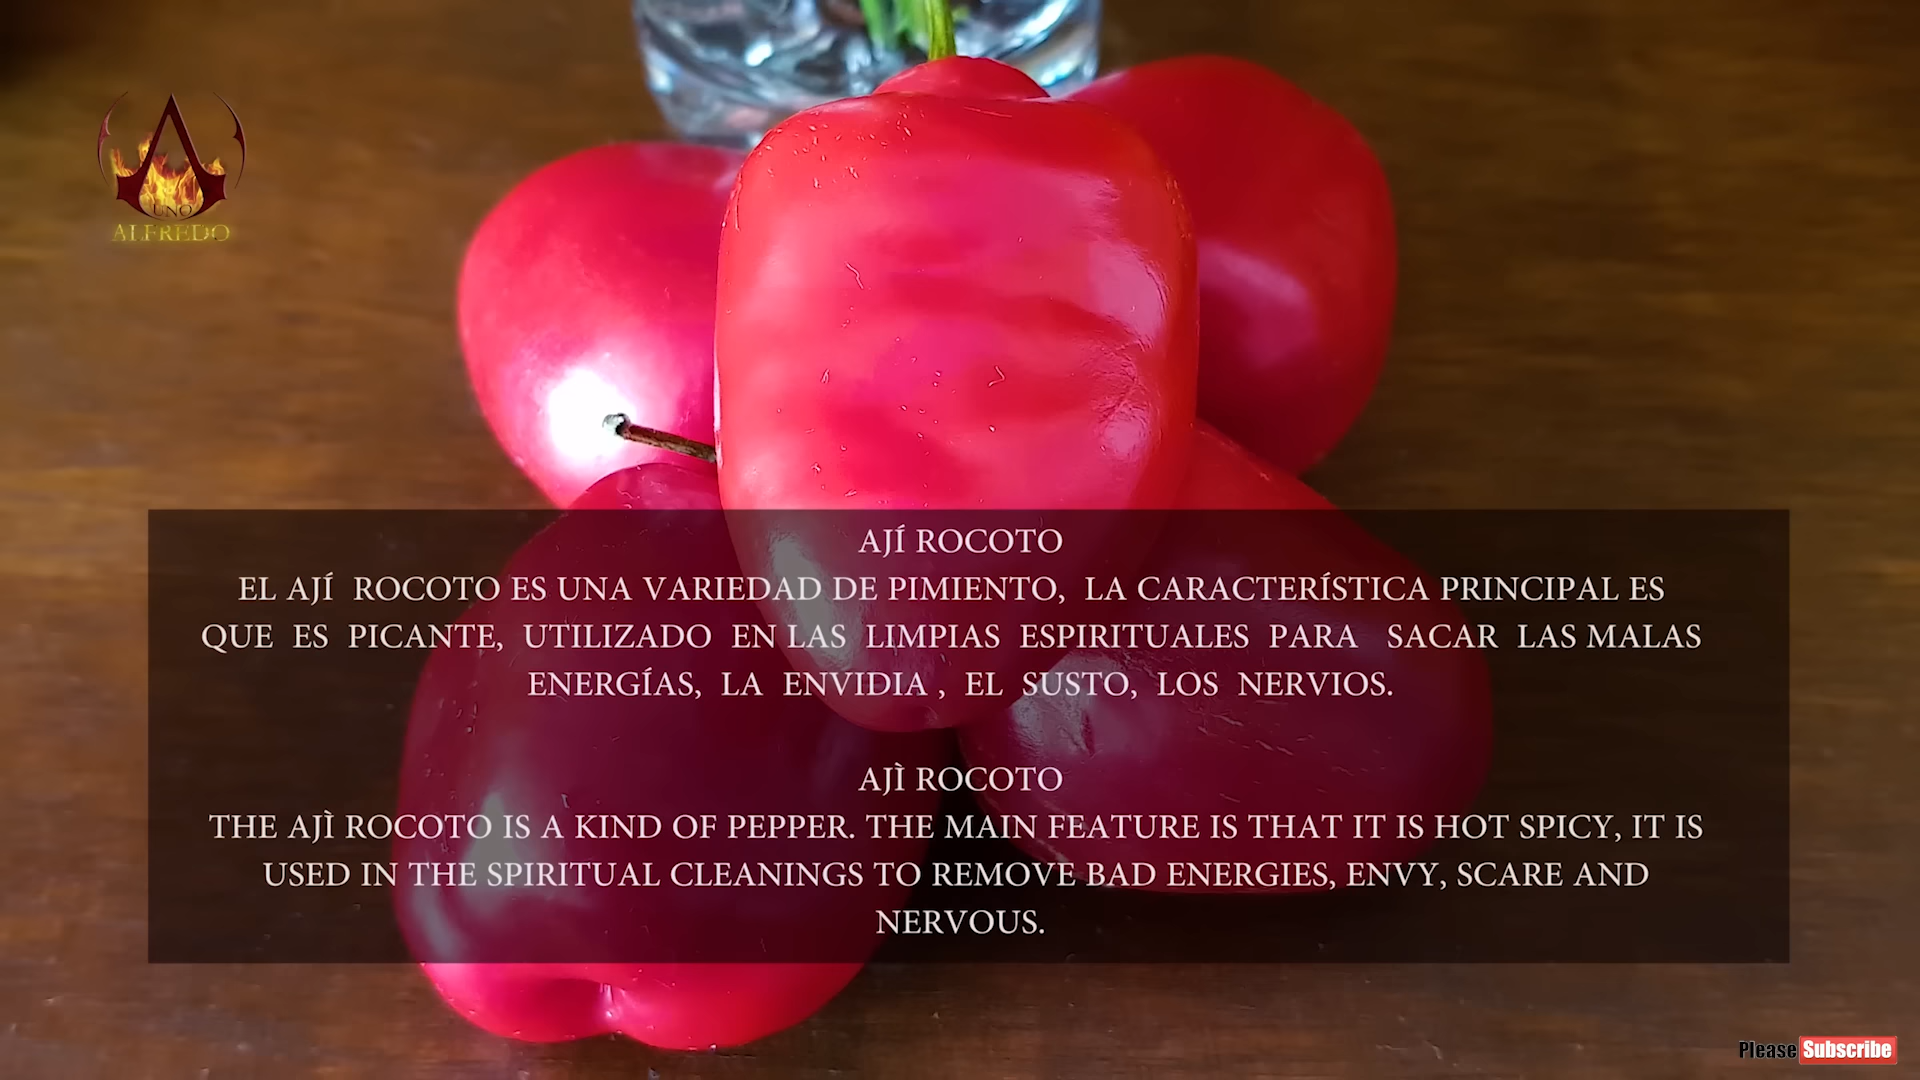 UNO
ALFREDO
AJÍ ROCOTO
EL AJÍ ROCOTO ES UNA VARIEDAD DE PIMIENTO, LA CARACTERÍSTICA PRINCIPAL ES
QUE ES PICANTE, UTILIZADO EN LAS LIMPIAS ESPIRITUALES PARA SACAR LAS MALAS
ENERGÍAS, LA ENVIDIA , EL SUSTO, LOS NERVIOS.
AJÌ ROCOTO
THE AJÌ ROCOTO IS A KIND OF PEPPER. THE MAIN FEATURE IS THAT IT IS HOT SPICY, IT IS
USED IN THE SPIRITUAL CLEANINGS TO REMOVE BAD ENERGIES, ENVY, SCARE AND
NERVOUS.
Please Subscribe